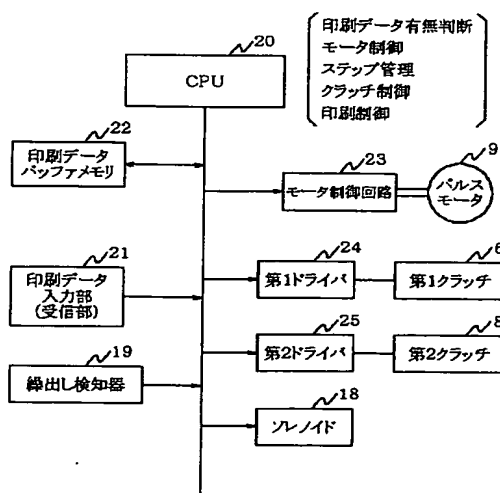 20
CPU
印刷データ有無判断
モータ制御
ステップ管理
クラッチ制御
印刷制御
22
印刷データ
バッファメモリ
23
モータ制御回路
9
パルス
モータ
21
印刷データ
入力部
(受信部)
24
第1ドライバ
6
第1クラッチ
25
第2ドライバ
8
第2クラッチ
19
繰出し検知器
18
ソレノイド